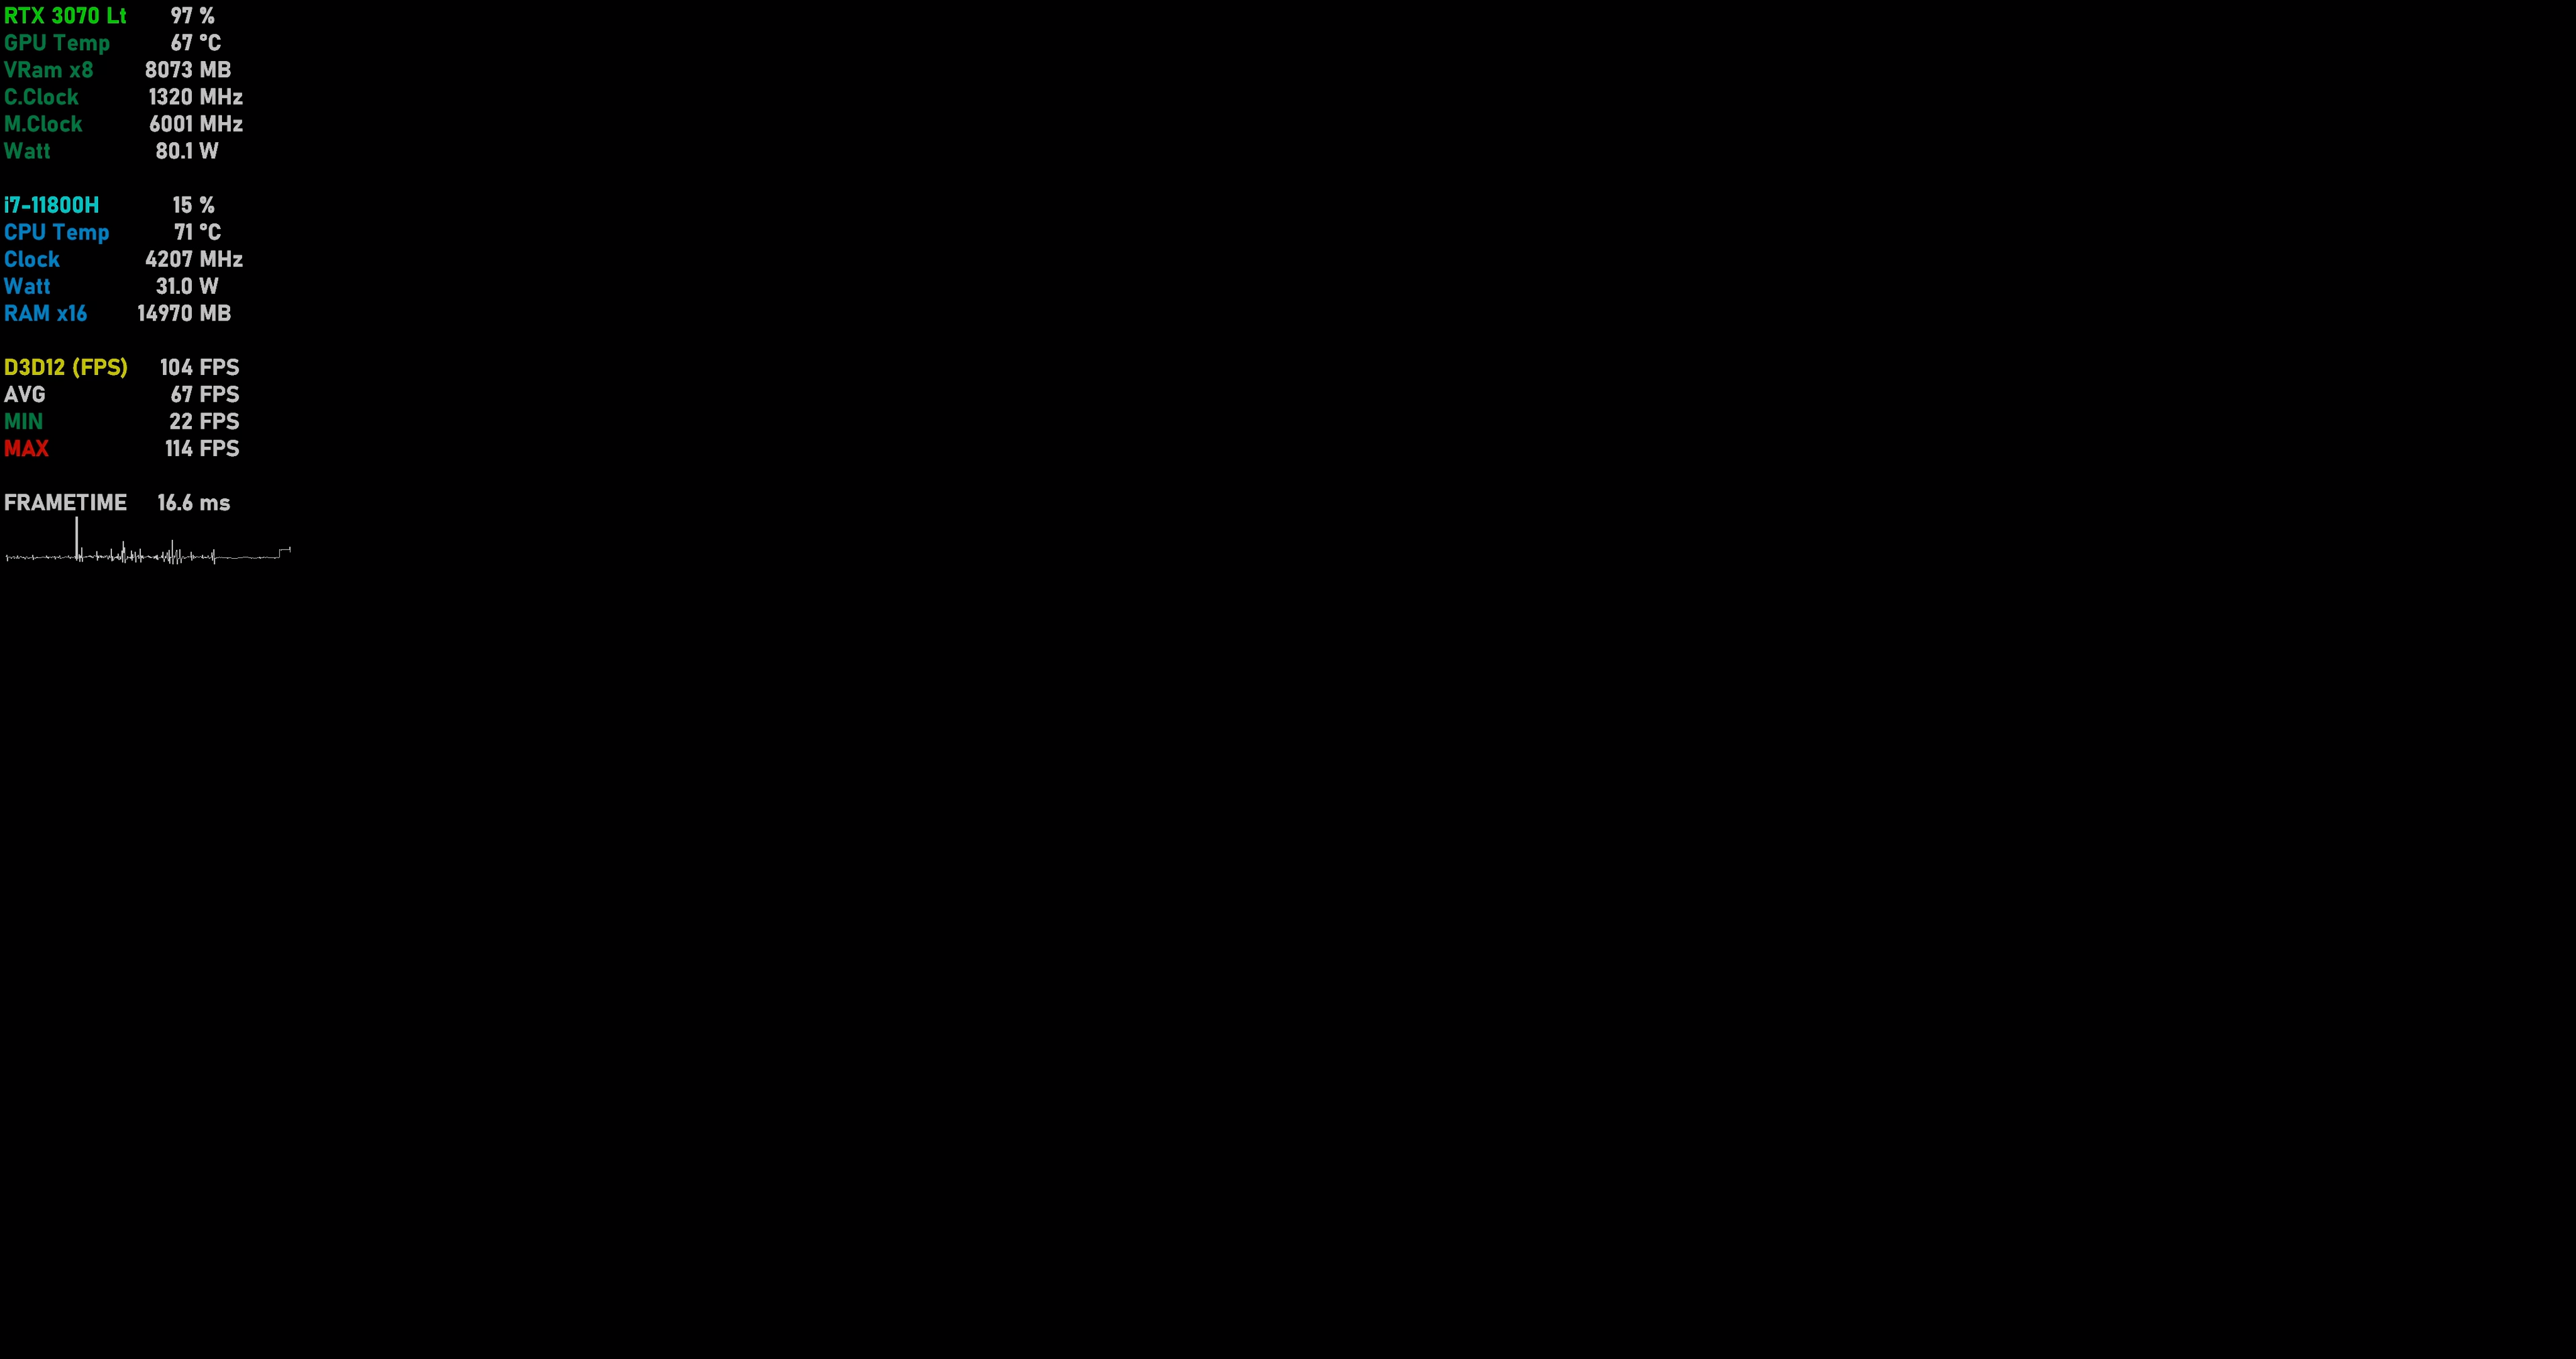 RTX 3070 Lt 97 %
GPU Temp 67 °C
VRam x8 8073 MB
C.Clock 1320 MHz
M.Clock 6001 MHz
Watt 80.1 W
i7-11800H 15 %
CPU Temp 71 °C
Clock 4207 MHz
Watt 31.0 W
RAM x16 14970 MB
D3D12 (FPS) 104 FPS
AVG 67 FPS
MIN 22 FPS
MAX 114 FPS
FRAMETIME 16.6 ms